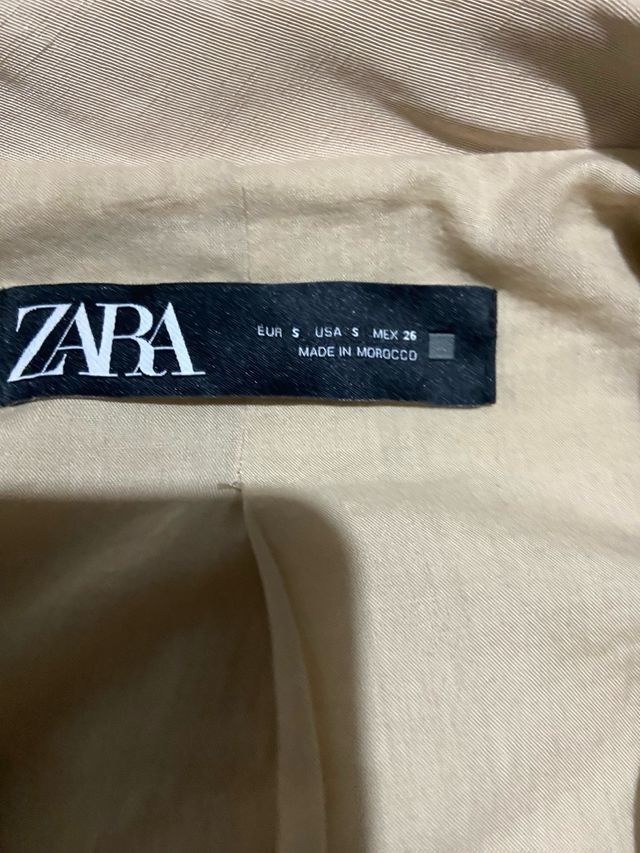 ZARA
EUR S USA S MEX 26
MADE IN MOROCCO